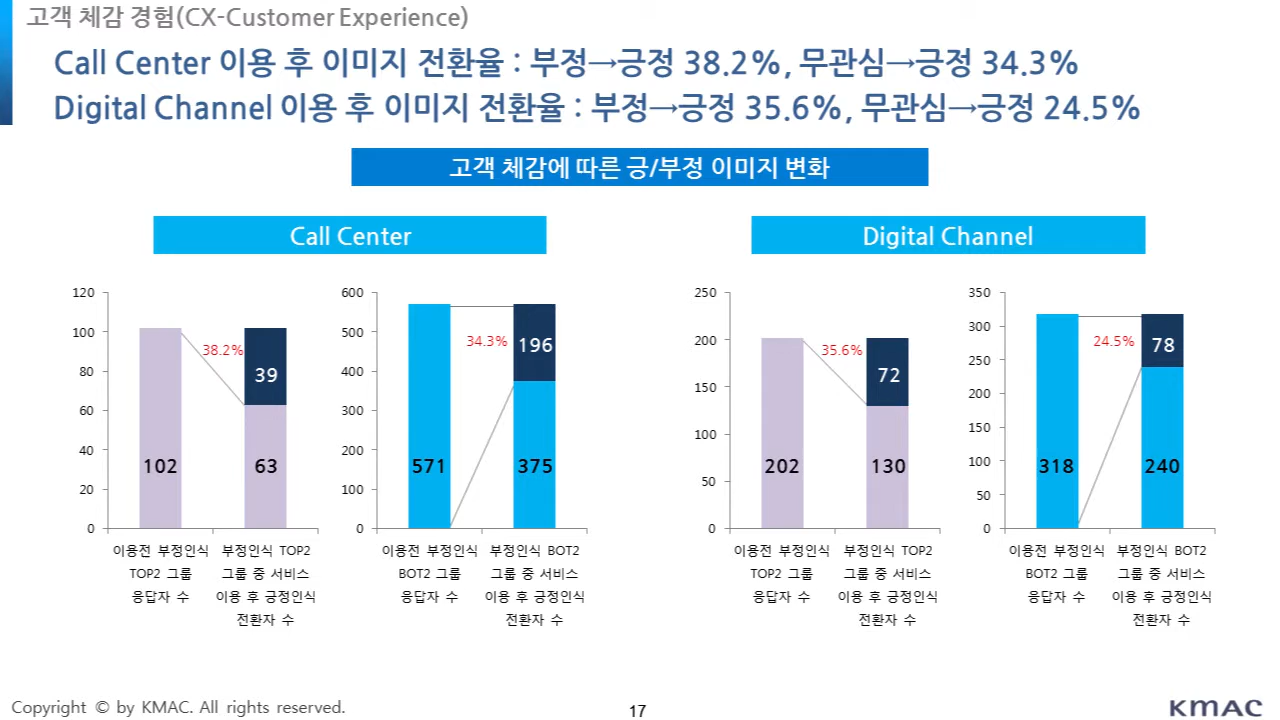 고객 체감 경험(CX-Customer Experience)
Call Center 이용 후 이미지 전환율 : 부정→긍정 38.2%, 무관심→긍정 34.3%
Digital Channel 이용 후 이미지 전환율 : 부정→긍정 35.6%, 무관심→긍정 24.5%
고객 체감에 따른 긍/부정 이미지 변화
Call Center
120
100
80
60
40
20
0
38.2%
39
102
63
이용전 부정인식
TOP2 그룹
응답자 수
부정인식 TOP2
그룹 중 서비스
이용 후 긍정인식
전환자 수
600
500
400
300
200
100
0
34.3%
196
571
375
이용전 부정인식
BOT2 그룹
응답자 수
부정인식 BOT2
그룹 중 서비스
이용 후 긍정인식
전환자 수
Digital Channel
250
200
150
100
50
0
35.6%
72
202
130
이용전 부정인식
TOP2 그룹
응답자 수
부정인식 TOP2
그룹 중 서비스
이용 후 긍정인식
전환자 수
350
300
250
200
150
100
50
0
24.5%
78
318
240
이용전 부정인식
BOT2 그룹
응답자 수
부정인식 BOT2
그룹 중 서비스
이용 후 긍정인식
전환자 수
Copyright © by KMAC. All rights reserved.
17
KMAC